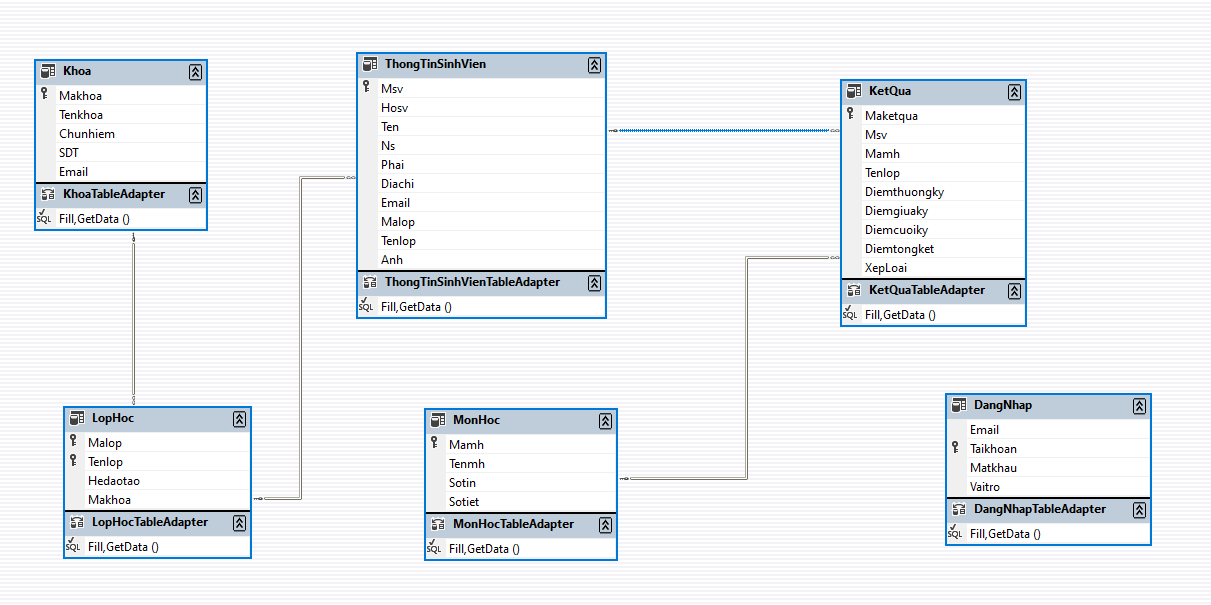 Khoa
Makhoa
Tenkhoa
Chunhiem
SDT
Email
KhoaTableAdapter
SQL Fill,GetData ()
ThongTinSinhVien
Msv
Hosv
Ten
Ns
Phai
Diachi
Email
Malop
Tenlop
Anh
ThongTinSinhVienTableAdapter
SQL Fill,GetData ()
KetQua
Maketqua
Msv
Mamh
Tenlop
Diemthuongky
Diemgiuaky
Diemcuoiky
Diemtongket
XepLoai
KetQuaTableAdapter
SQL Fill,GetData ()
LopHoc
Malop
Tenlop
Hedaotao
Makhoa
LopHocTableAdapter
SQL Fill,GetData ()
MonHoc
Mamh
Tenmh
Sotin
Sotiet
MonHocTableAdapter
SQL Fill,GetData ()
DangNhap
Email
Taikhoan
Matkhau
Vaitro
DangNhapTableAdapter
SQL Fill,GetData ()